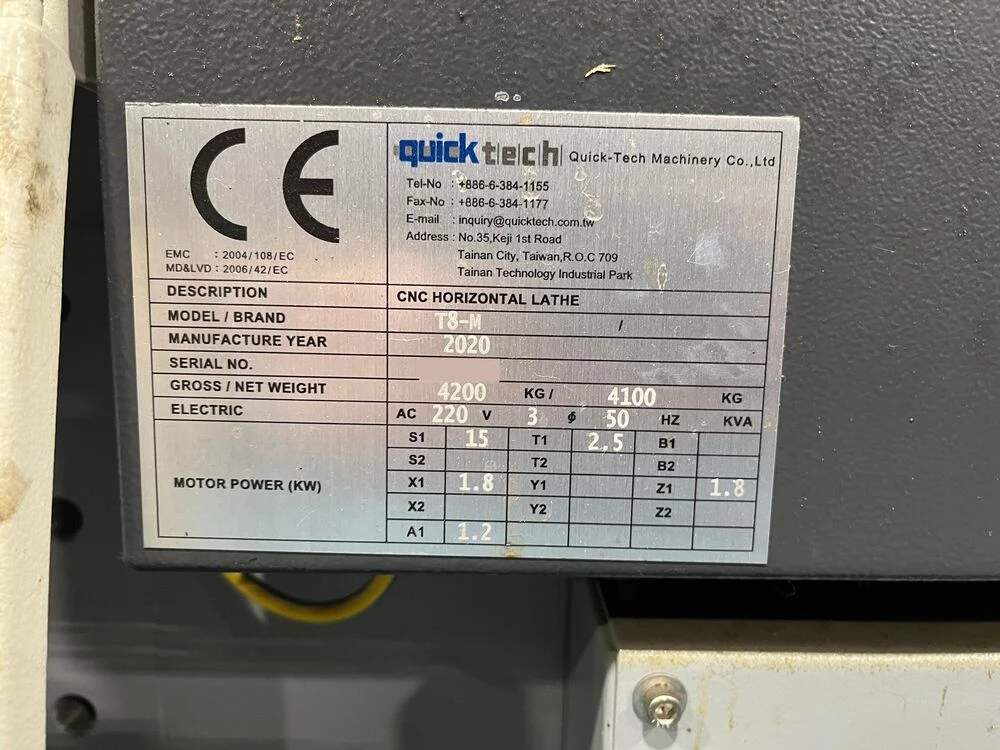 CE
quicktech Quick-Tech Machinery Co.,Ltd
Tel-No : +886-6-384-1155
Fax-No : +886-6-384-1177
E-mail : inquiry@quicktech.com.tw
Address : No.35,Keji 1st Road
Tainan City, Taiwan,R.O.C 709
Tainan Technology Industrial Park
EMC : 2004/108/EC
MD&LVD : 2006/42/EC
DESCRIPTION CNC HORIZONTAL LATHE
MODEL / BRAND T8-M /
MANUFACTURE YEAR 2020
SERIAL NO.
GROSS / NET WEIGHT 4200 KG / 4100 KG
ELECTRIC AC 220 V 3 ϕ 50 HZ KVA
MOTOR POWER (KW)
S1 15 T1 2,5 B1
S2 T2 B2
X1 1.8 Y1 Z1 1.8
X2 Y2 Z2
A1 1.2